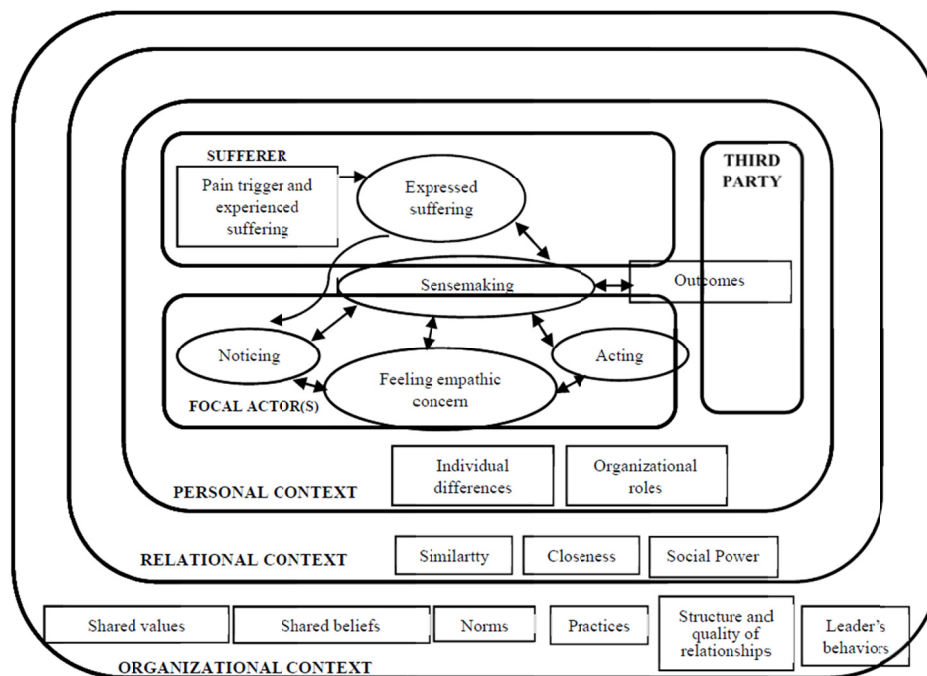 SUFFERER
Pain trigger and
experienced
suffering
Expressed
suffering
THIRD
PARTY
Sensemaking
Outcomes
Noticing
Feeling empathic
concern
Acting
FOCAL ACTOR(S)
Individual
differences
Organizational
roles
PERSONAL CONTEXT
RELATIONAL CONTEXT
Similartty
Closeness
Social Power
Shared values
Shared beliefs
Norms
Practices
Structure and
quality of
relationships
Leader's
behaviors
ORGANIZATIONAL CONTEXT